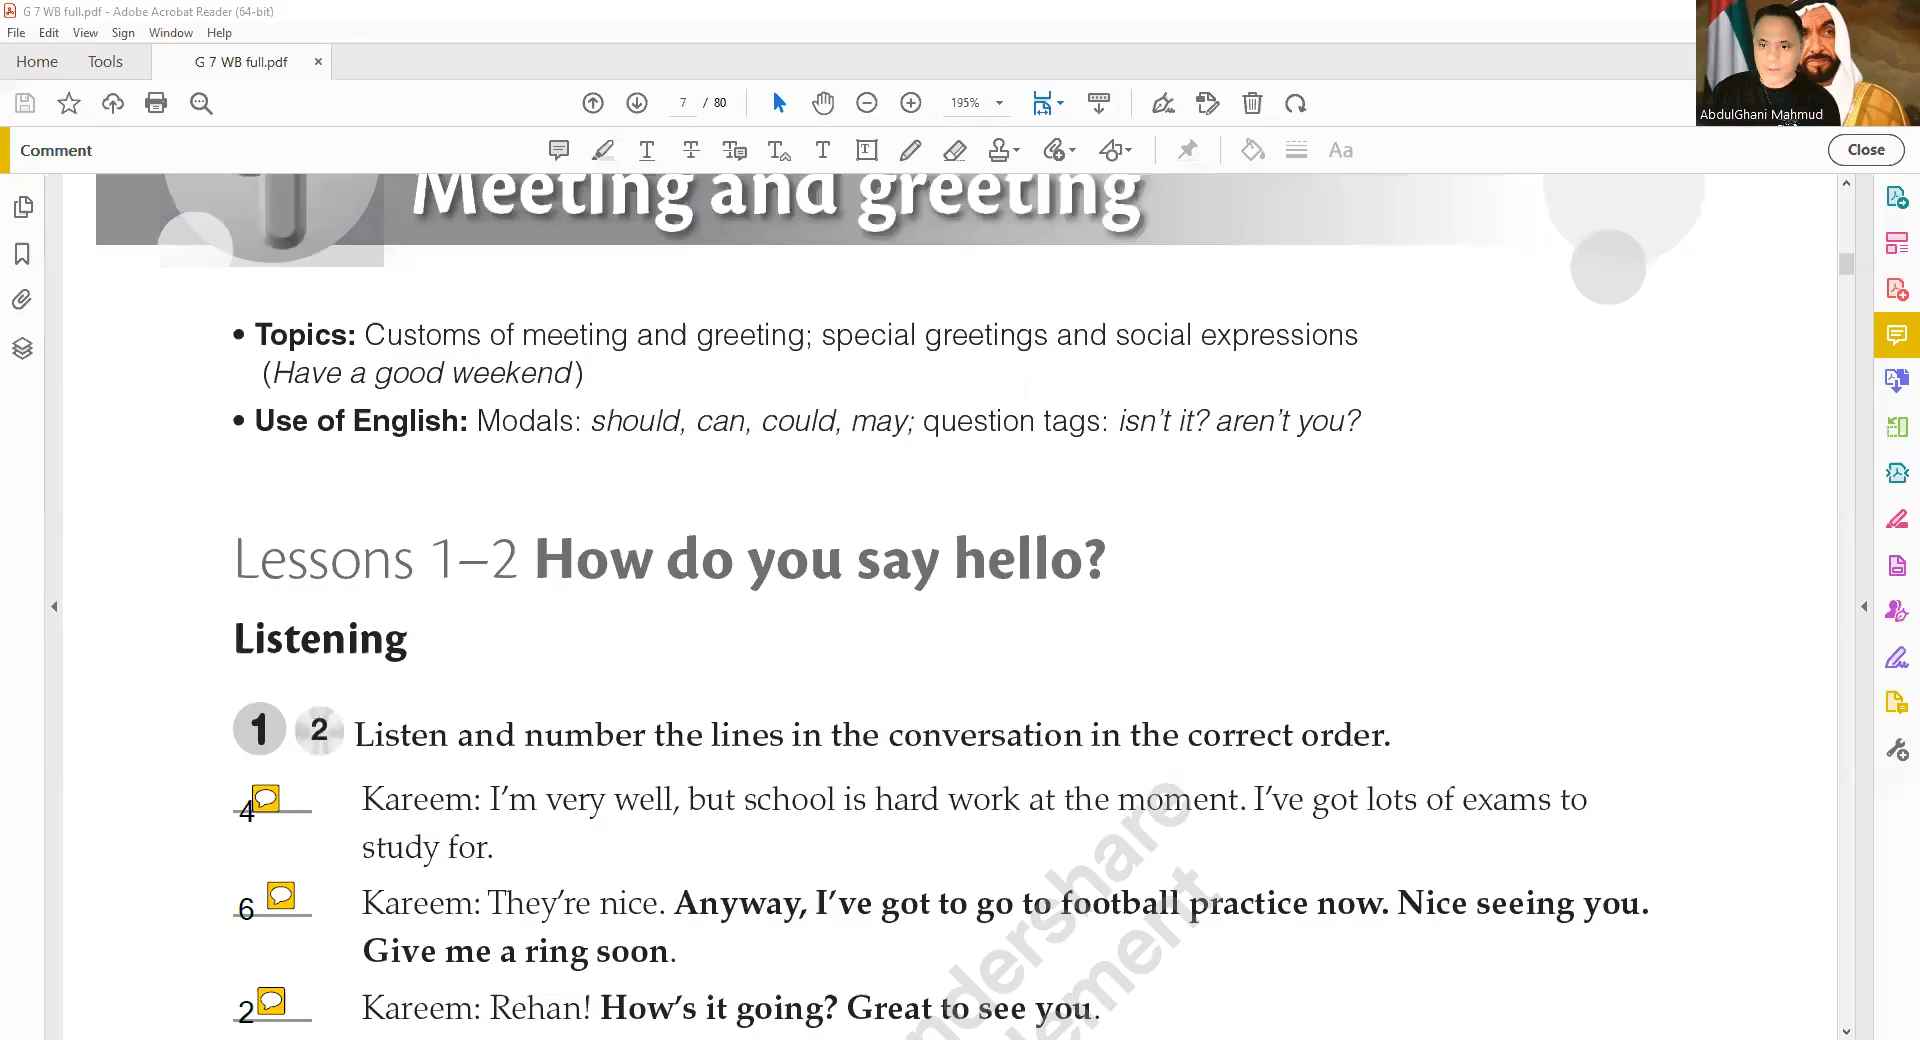 G 7 WB full.pdf - Adobe Acrobat Reader (64-bit)
File Edit View Sign Window Help
Home Tools G 7 WB full.pdf ×
7 / 80 195%
AbdulGhani Mahmud
Comment
Close
Meeting and greeting
• Topics: Customs of meeting and greeting; special greetings and social expressions
(Have a good weekend)
• Use of English: Modals: should, can, could, may; question tags: isn't it? aren't you?
Lessons 1–2 How do you say hello?
Listening
1 2 Listen and number the lines in the conversation in the correct order.
4 Kareem: I'm very well, but school is hard work at the moment. I've got lots of exams to
study for.
6 Kareem: They're nice. Anyway, I've got to go to football practice now. Nice seeing you.
Give me a ring soon.
2 Kareem: Rehan! How's it going? Great to see you.
ndershare
lement